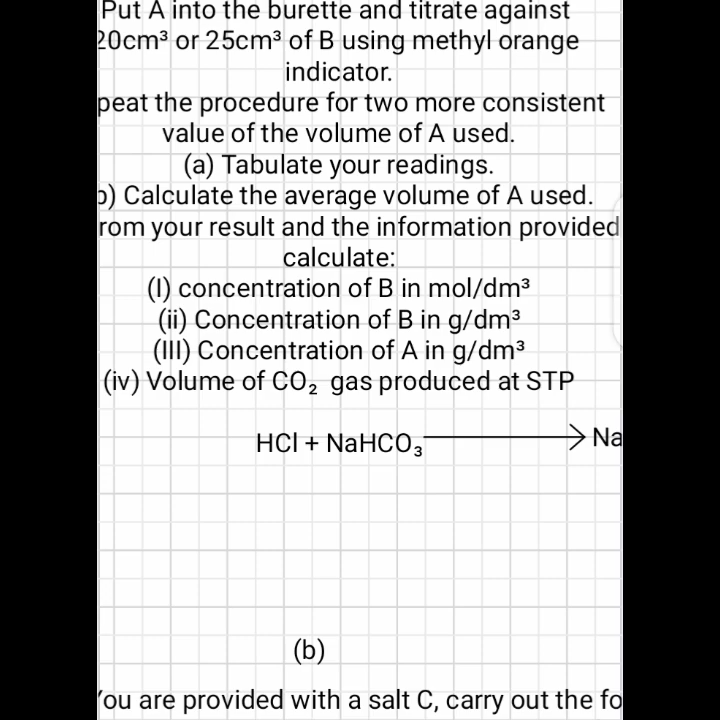 Put A into the burette and titrate against
20cm³ or 25cm³ of B using methyl orange
indicator.
peat the procedure for two more consistent
value of the volume of A used.
(a) Tabulate your readings.
b) Calculate the average volume of A used.
rom your result and the information provided
calculate:
(I) concentration of B in mol/dm³
(ii) Concentration of B in g/dm³
(III) Concentration of A in g/dm³
(iv) Volume of CO₂ gas produced at STP
HCl + NaHCO₃ ⟶ Na
(b)
ou are provided with a salt C, carry out the fo